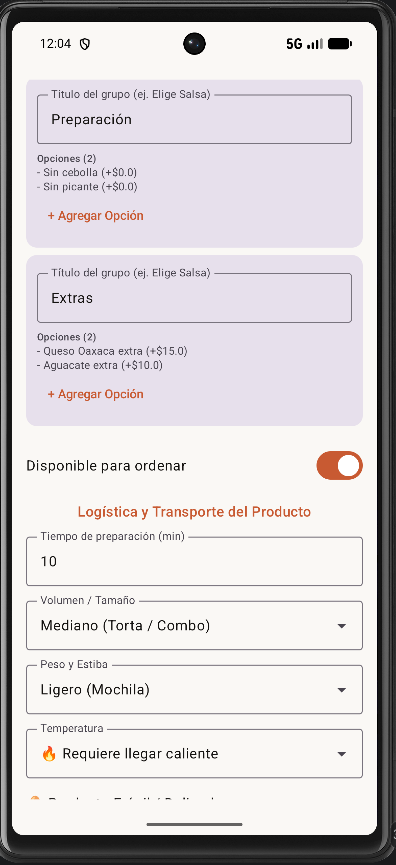 12:04
5G
Título del grupo (ej. Elige Salsa)
Preparación
Opciones (2)
- Sin cebolla (+$0.0)
- Sin picante (+$0.0)
+ Agregar Opción
Título del grupo (ej. Elige Salsa)
Extras
Opciones (2)
- Queso Oaxaca extra (+$15.0)
- Aguacate extra (+$10.0)
+ Agregar Opción
Disponible para ordenar
Logística y Transporte del Producto
Tiempo de preparación (min)
10
Volumen / Tamaño
Mediano (Torta / Combo)
Peso y Estiba
Ligero (Mochila)
Temperatura
🔥 Requiere llegar caliente